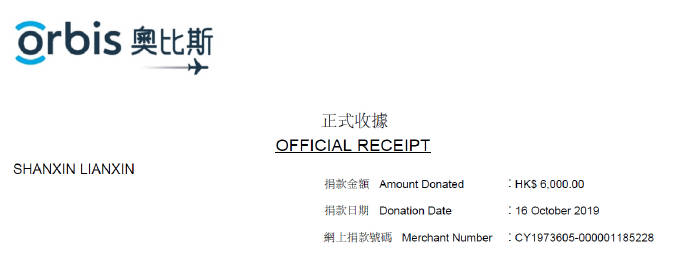 orbis 奧比斯
正式收據
OFFICIAL RECEIPT
SHANXIN LIANXIN
捐款金額 Amount Donated : HK$ 6,000.00
捐款日期 Donation Date : 16 October 2019
網上捐款號碼 Merchant Number : CY1973605-000001185228